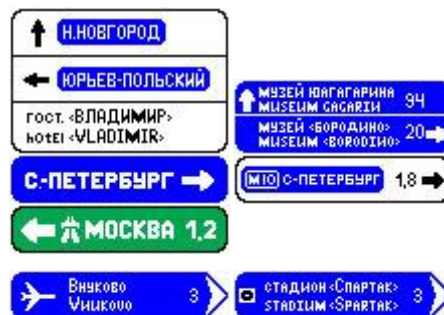 Н.НОВГОРОД
ЮРЬЕВ-ПОЛЬСКИЙ
гост. «ВЛАДИМИР»
hotel «VLADIMIR»
С.-ПЕТЕРБУРГ
МОСКВА 1,2
МУЗЕЙ ЮАГАГАРИНА 94
MUSEUM GAGARIN
МУЗЕЙ «БОРОДИНО» 20
MUSEUM «BORODINO»
М10 С-ПЕТЕРБУРГ 1,8
Внуково 3
Vnukovo
стадион «Спартак» 3
stadium «Spartak»